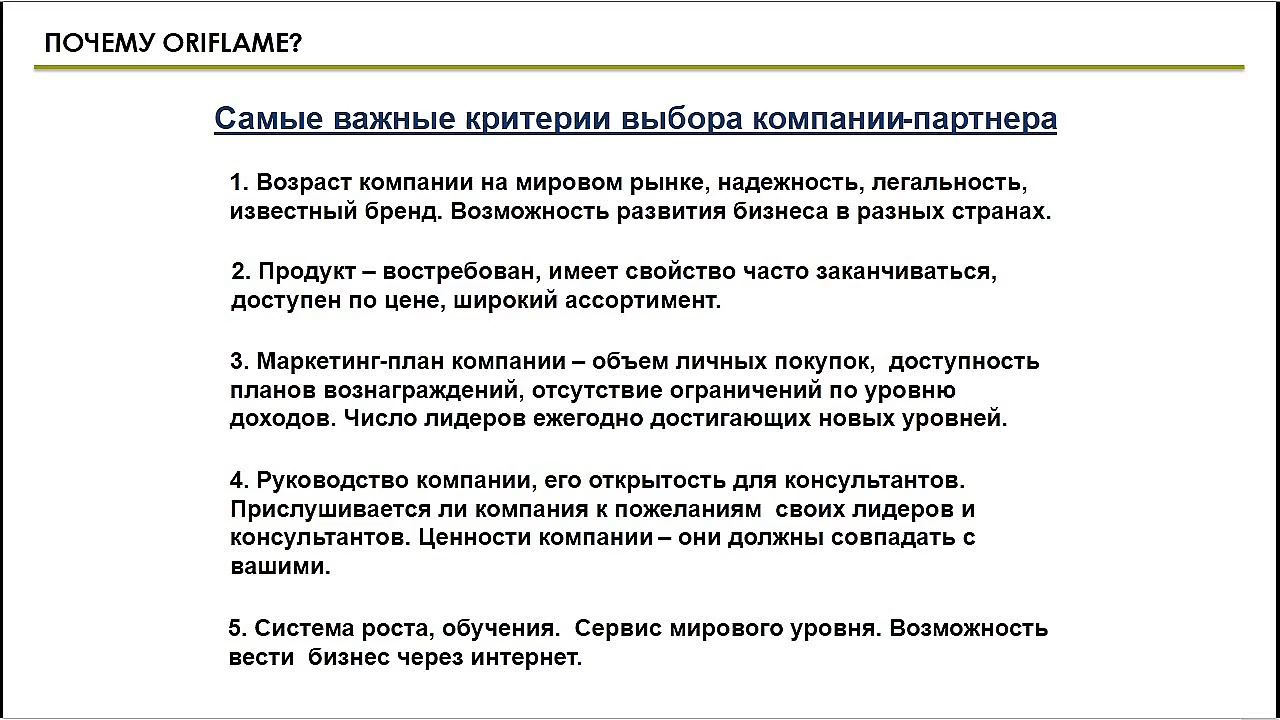 ПОЧЕМУ ORIFLAME?
Самые важные критерии выбора компании-партнера
1. Возраст компании на мировом рынке, надежность, легальность,
известный бренд. Возможность развития бизнеса в разных странах.
2. Продукт – востребован, имеет свойство часто заканчиваться,
доступен по цене, широкий ассортимент.
3. Маркетинг-план компании – объем личных покупок,  доступность
планов вознаграждений, отсутствие ограничений по уровню
доходов. Число лидеров ежегодно достигающих новых уровней.
4. Руководство компании, его открытость для консультантов.
Прислушивается ли компания к пожеланиям  своих лидеров и
консультантов. Ценности компании – они должны совпадать с
вашими.
5. Система роста, обучения.  Сервис мирового уровня. Возможность
вести  бизнес через интернет.